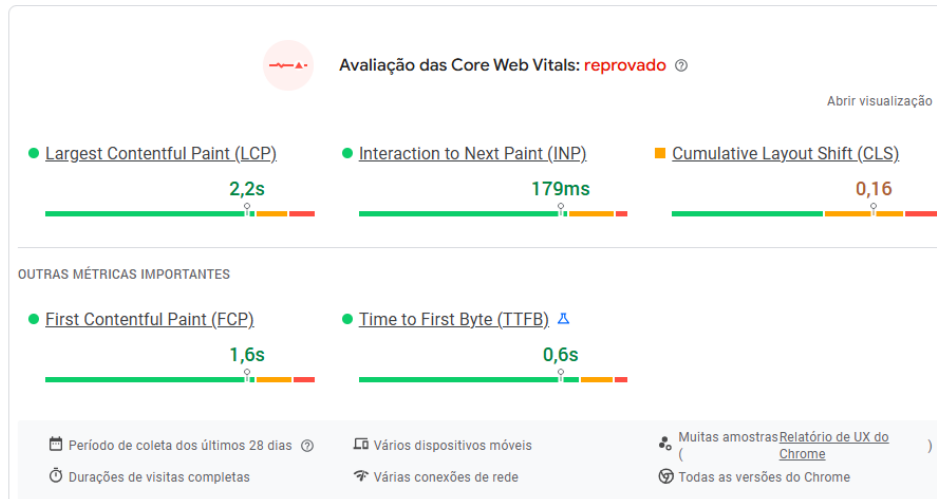 Avaliação das Core Web Vitals: reprovado
Abrir visualização
Largest Contentful Paint (LCP)
2,2s
Interaction to Next Paint (INP)
179ms
Cumulative Layout Shift (CLS)
0,16
OUTRAS MÉTRICAS IMPORTANTES
First Contentful Paint (FCP)
1,6s
Time to First Byte (TTFB)
0,6s
Período de coleta dos últimos 28 dias
Vários dispositivos móveis
Muitas amostras (Relatório de UX do Chrome)
Durações de visitas completas
Várias conexões de rede
Todas as versões do Chrome